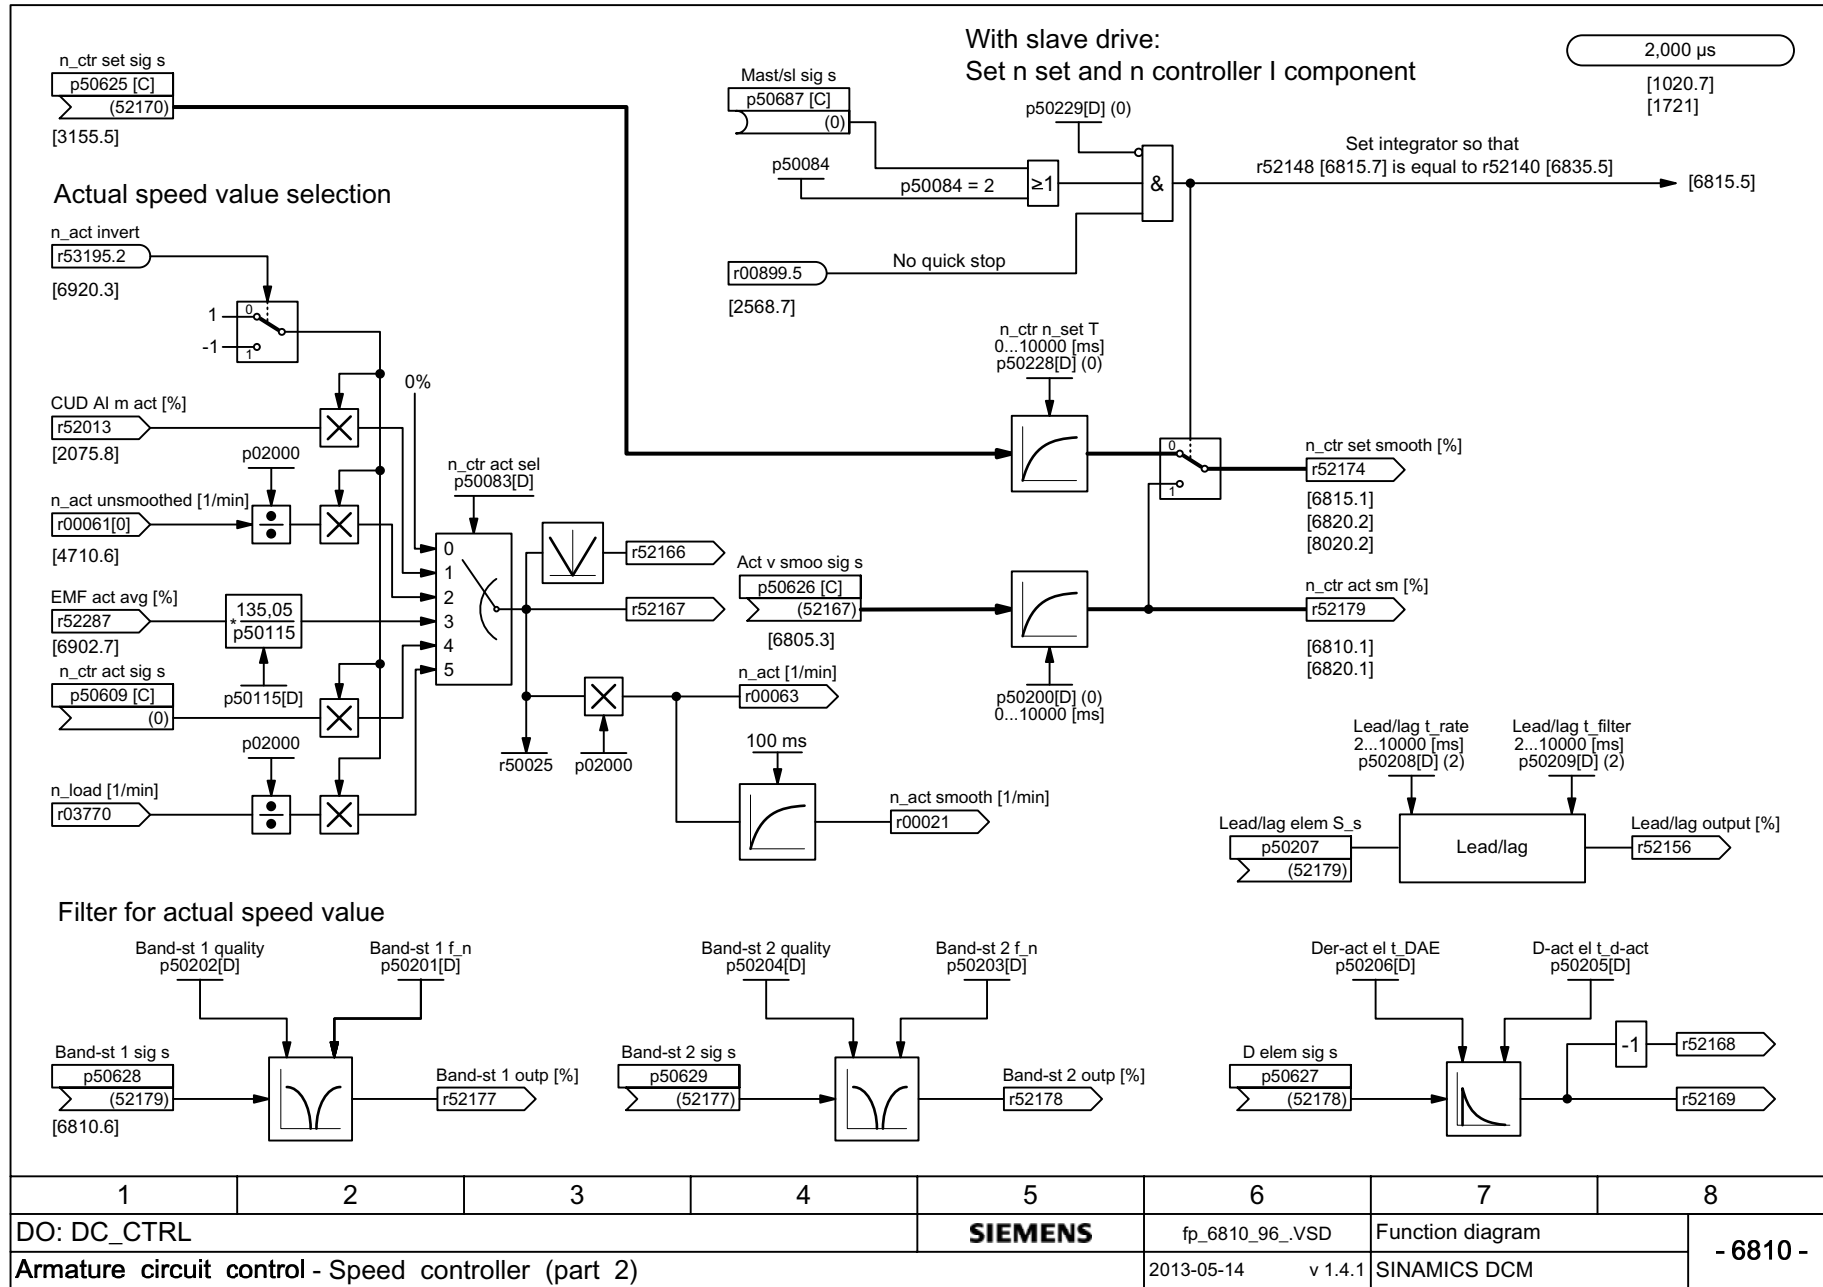 n_ctr set sig s
p50625 [C]
(52170)
[3155.5]
With slave drive:
Set n set and n controller I component
2,000 µs
[1020.7]
[1721]
Mast/sl sig s
p50687 [C]
(0)
p50229[D] (0)
p50084
p50084 = 2
≥1
&
Set integrator so that
r52148 [6815.7] is equal to r52140 [6835.5]
[6815.5]
No quick stop
r00899.5
[2568.7]
Actual speed value selection
n_act invert
r53195.2
[6920.3]
1
0
-1
1
CUD AI m act [%]
r52013
[2075.8]
0%
p02000
n_act unsmoothed [1/min]
r00061[0]
[4710.6]
EMF act avg [%]
r52287
[6902.7]
135,05
*
p50115
p50115[D]
n_ctr act sig s
p50609 [C]
(0)
p02000
n_load [1/min]
r03770
n_ctr act sel
p50083[D]
0
1
2
3
4
5
r52166
r52167
n_act [1/min]
r00063
r50025
p02000
100 ms
n_act smooth [1/min]
r00021
n_ctr n_set T
0...10000 [ms]
p50228[D] (0)
0
1
n_ctr set smooth [%]
r52174
[6815.1]
[6820.2]
[8020.2]
Act v smoo sig s
p50626 [C]
(52167)
[6805.3]
p50200[D] (0)
0...10000 [ms]
n_ctr act sm [%]
r52179
[6810.1]
[6820.1]
Lead/lag t_rate
2...10000 [ms]
p50208[D] (2)
Lead/lag t_filter
2...10000 [ms]
p50209[D] (2)
Lead/lag elem S_s
p50207
(52179)
Lead/lag
Lead/lag output [%]
r52156
Filter for actual speed value
Band-st 1 quality
p50202[D]
Band-st 1 f_n
p50201[D]
Band-st 1 sig s
p50628
(52179)
[6810.6]
Band-st 1 outp [%]
r52177
Band-st 2 quality
p50204[D]
Band-st 2 f_n
p50203[D]
Band-st 2 sig s
p50629
(52177)
Band-st 2 outp [%]
r52178
Der-act el t_DAE
p50206[D]
D-act el t_d-act
p50205[D]
D elem sig s
p50627
(52178)
-1
r52168
r52169
1 2 3 4 5 6 7 8
DO: DC_CTRL
SIEMENS
fp_6810_96_.VSD
Function diagram
- 6810 -
Armature circuit control - Speed controller (part 2)
2013-05-14 v 1.4.1
SINAMICS DCM